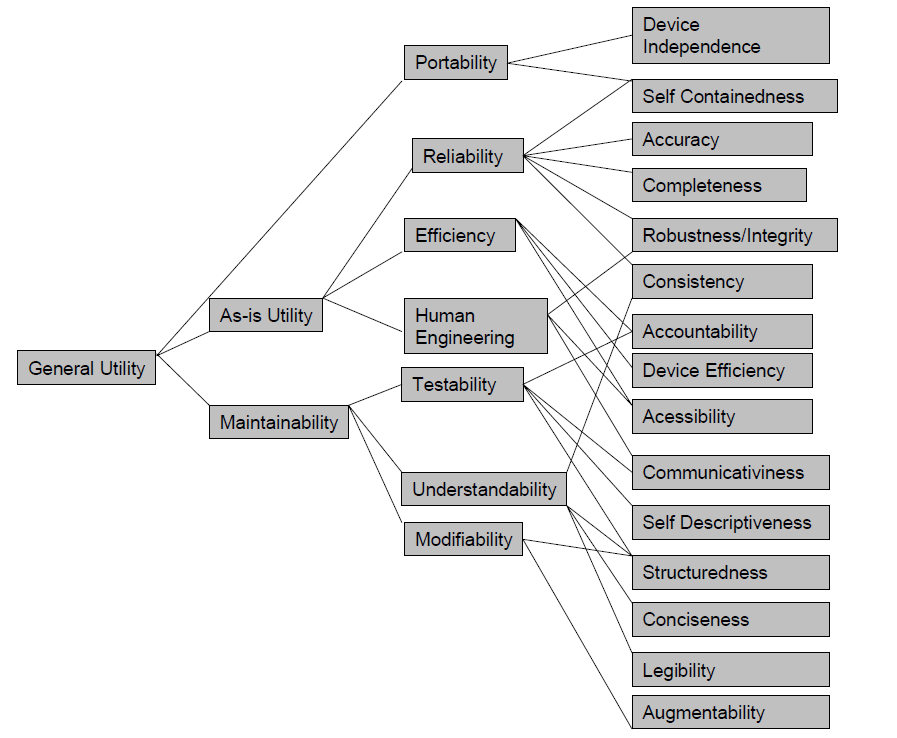 General Utility
As-is Utility
Maintainability
Portability
Reliability
Efficiency
Human
Engineering
Testability
Understandability
Modifiability
Device
Independence
Self Containedness
Accuracy
Completeness
Robustness/Integrity
Consistency
Accountability
Device Efficiency
Acessibility
Communicativiness
Self Descriptiveness
Structuredness
Conciseness
Legibility
Augmentability